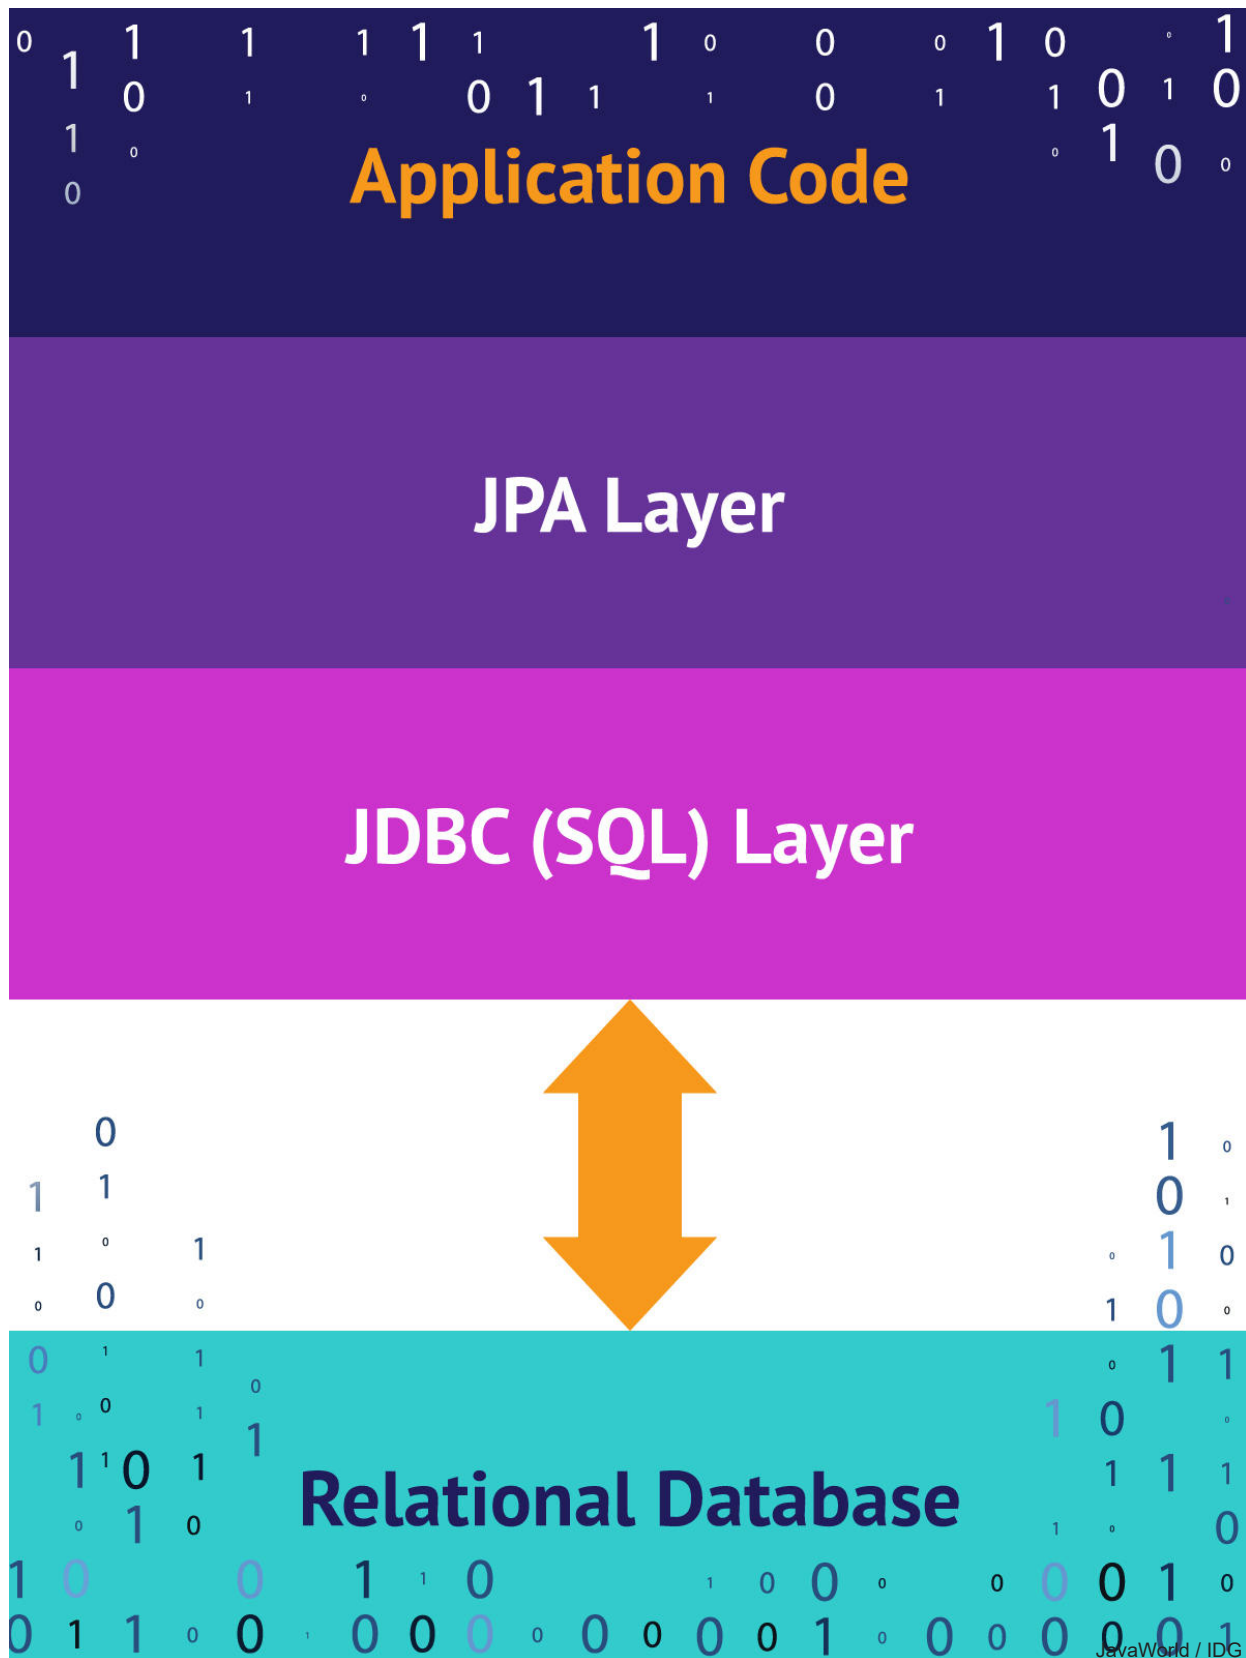 Application Code
JPA Layer
JDBC (SQL) Layer
Relational Database
JavaWorld / IDG